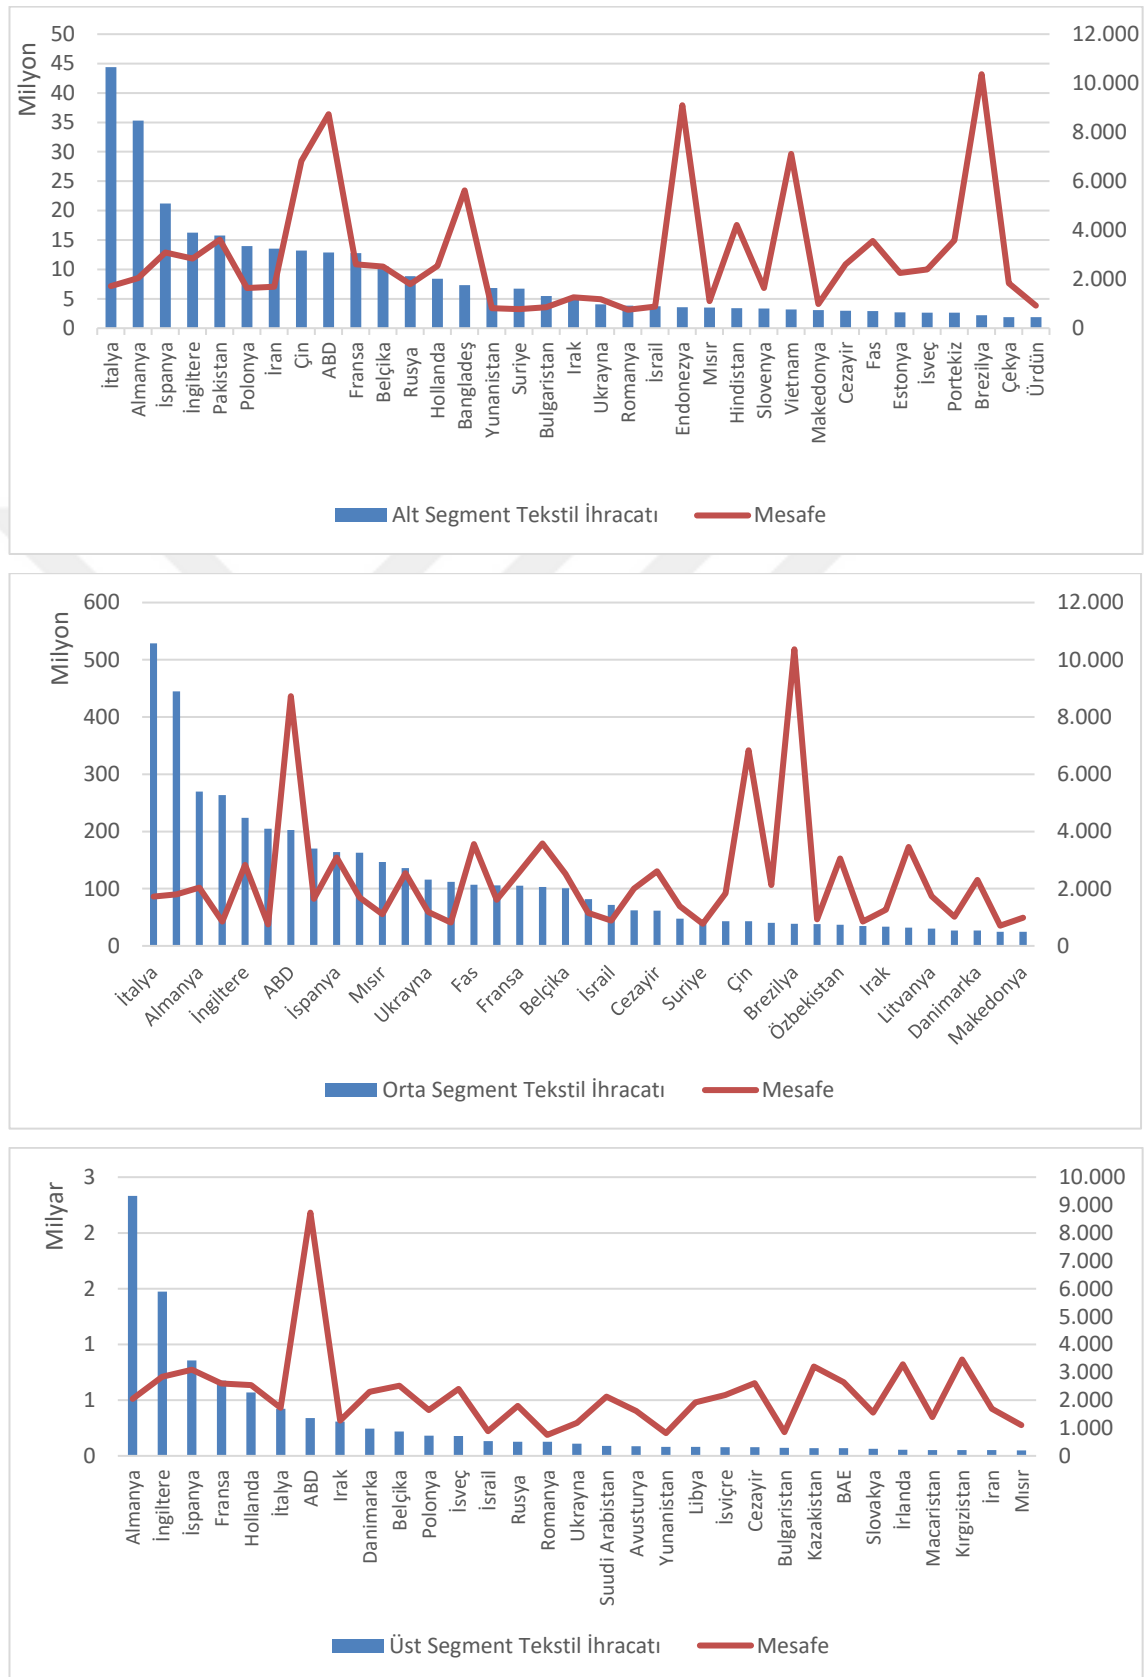 Milyon
50
45
40
35
30
25
20
15
10
5
0
12.000
10.000
8.000
6.000
4.000
2.000
0
İtalya
Almanya
İspanya
İngiltere
Pakistan
Polonya
İran
Çin
ABD
Fransa
Belçika
Rusya
Hollanda
Bangladeş
Yunanistan
Suriye
Bulgaristan
Irak
Ukrayna
Romanya
İsrail
Endonezya
Mısır
Hindistan
Slovenya
Vietnam
Makedonya
Cezayir
Fas
Estonya
İsveç
Portekiz
Brezilya
Çekya
Ürdün
Alt Segment Tekstil İhracatı
Mesafe
Milyon
600
500
400
300
200
100
0
12.000
10.000
8.000
6.000
4.000
2.000
0
İtalya
Almanya
İngiltere
ABD
İspanya
Mısır
Ukrayna
Fas
Fransa
Belçika
İsrail
Cezayir
Suriye
Çin
Brezilya
Özbekistan
Irak
Litvanya
Danimarka
Makedonya
Orta Segment Tekstil İhracatı
Mesafe
Milyar
3
2
2
1
1
0
10.000
9.000
8.000
7.000
6.000
5.000
4.000
3.000
2.000
1.000
0
Almanya
İngiltere
İspanya
Fransa
Hollanda
İtalya
ABD
Irak
Danimarka
Belçika
Polonya
İsveç
İsrail
Rusya
Romanya
Ukrayna
Suudi Arabistan
Avusturya
Yunanistan
Libya
İsviçre
Cezayir
Bulgaristan
Kazakistan
BAE
Slovakya
İrlanda
Macaristan
Kırgızistan
İran
Mısır
Üst Segment Tekstil İhracatı
Mesafe